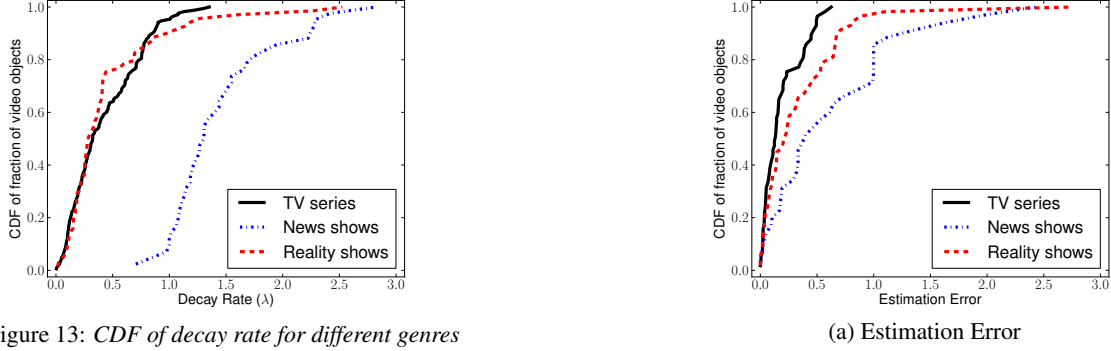 CDF of fraction of video objects
1.0
0.8
0.6
0.4
0.2
0.0
TV series
News shows
Reality shows
0.0 0.5 1.0 1.5 2.0 2.5 3.0
Decay Rate (λ)
igure 13: CDF of decay rate for different genres
CDF of fraction of video objects
1.0
0.8
0.6
0.4
0.2
0.0
TV series
News shows
Reality shows
0.0 0.5 1.0 1.5 2.0 2.5 3.0
Estimation Error
(a) Estimation Error